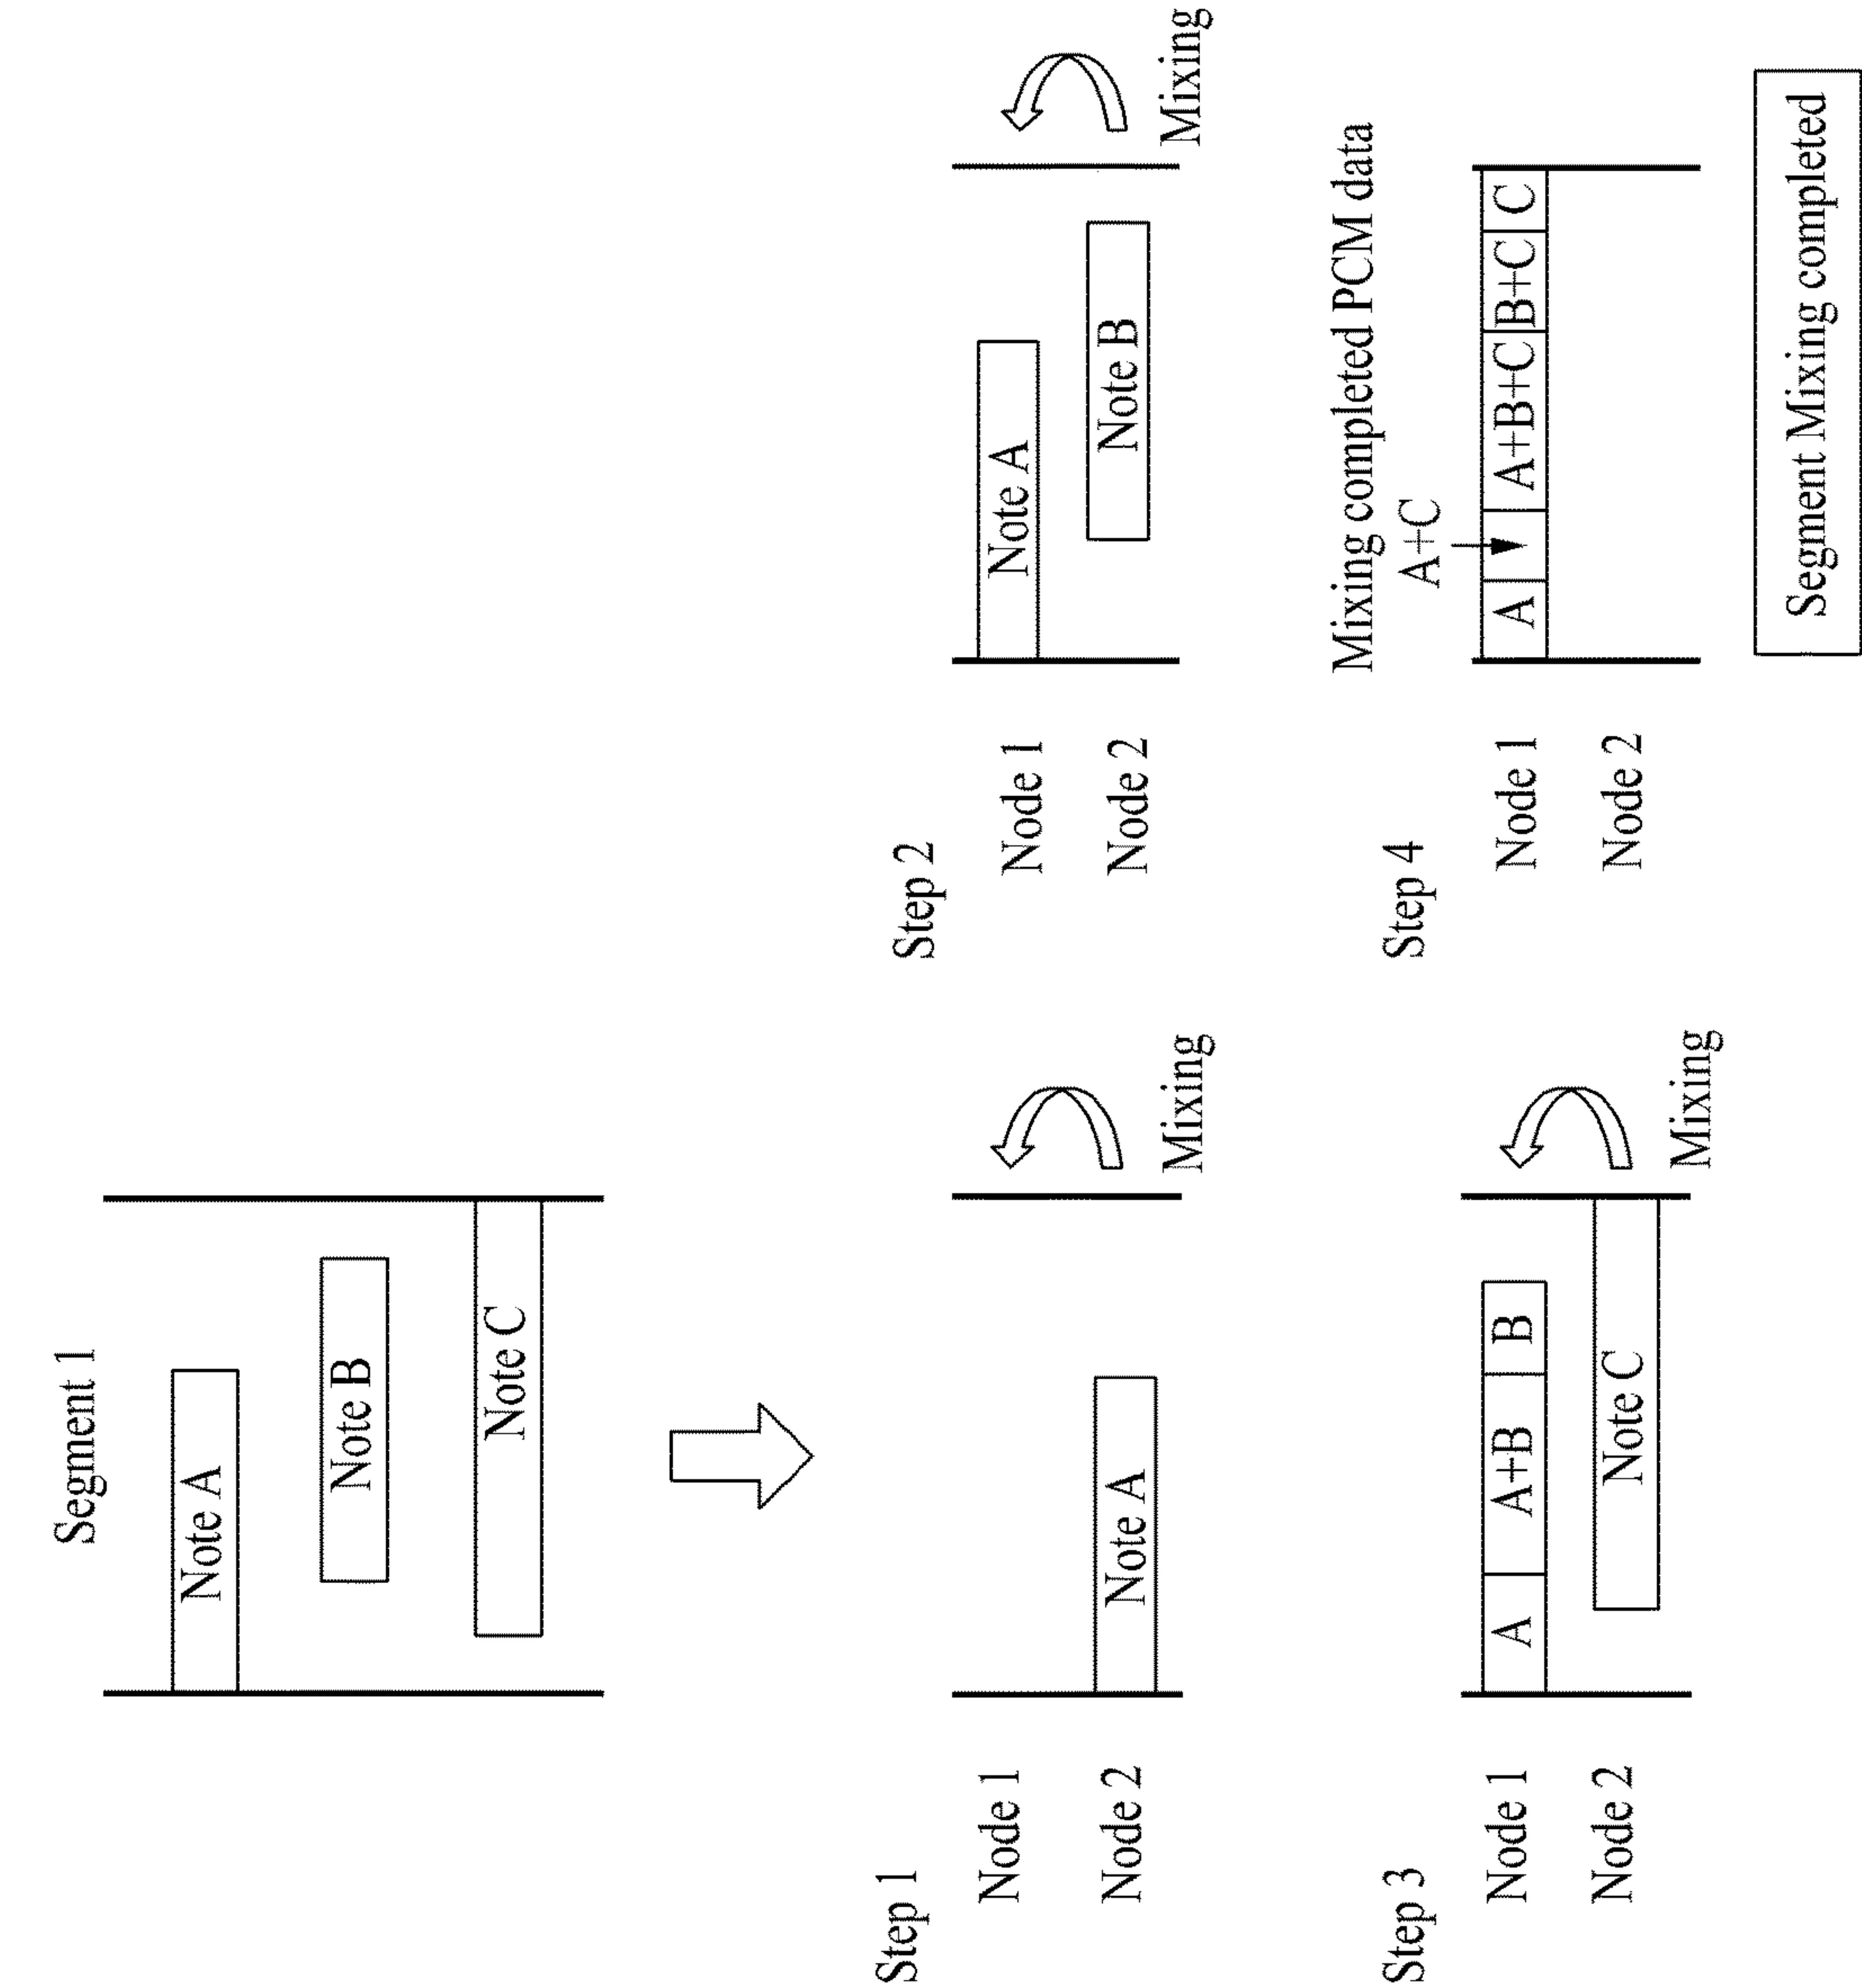 Segment 1
Note A
Note B
Note C
Step 1
Node 1
Node 2
Note A
Mixing
Step 2
Node 1
Node 2
Note A
Note B
Mixing
Step 3
Node 1
Node 2
A A+B B
Note C
Mixing
Step 4
Mixing completed PCM data
A+C
Node 1
Node 2
A A+B+C B+C C
Segment Mixing completed